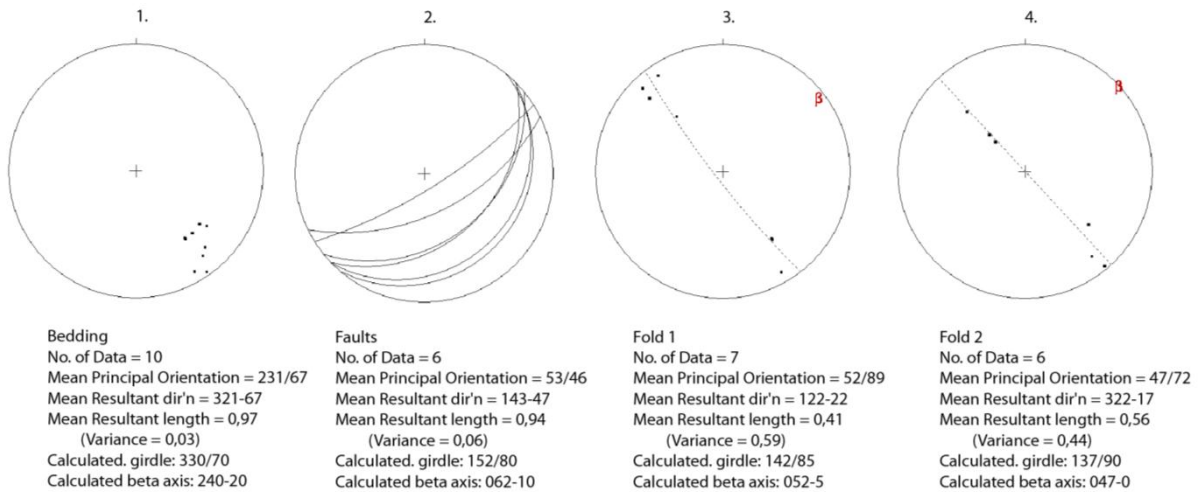 1.
2.
3.
4.
β
β
Bedding
No. of Data = 10
Mean Principal Orientation = 231/67
Mean Resultant dir'n = 321-67
Mean Resultant length = 0,97
(Variance = 0,03)
Calculated. girdle: 330/70
Calculated beta axis: 240-20
Faults
No. of Data = 6
Mean Principal Orientation = 53/46
Mean Resultant dir'n = 143-47
Mean Resultant length = 0,94
(Variance = 0,06)
Calculated. girdle: 152/80
Calculated beta axis: 062-10
Fold 1
No. of Data = 7
Mean Principal Orientation = 52/89
Mean Resultant dir'n = 122-22
Mean Resultant length = 0,41
(Variance = 0,59)
Calculated. girdle: 142/85
Calculated beta axis: 052-5
Fold 2
No. of Data = 6
Mean Principal Orientation = 47/72
Mean Resultant dir'n = 322-17
Mean Resultant length = 0,56
(Variance = 0,44)
Calculated. girdle: 137/90
Calculated beta axis: 047-0